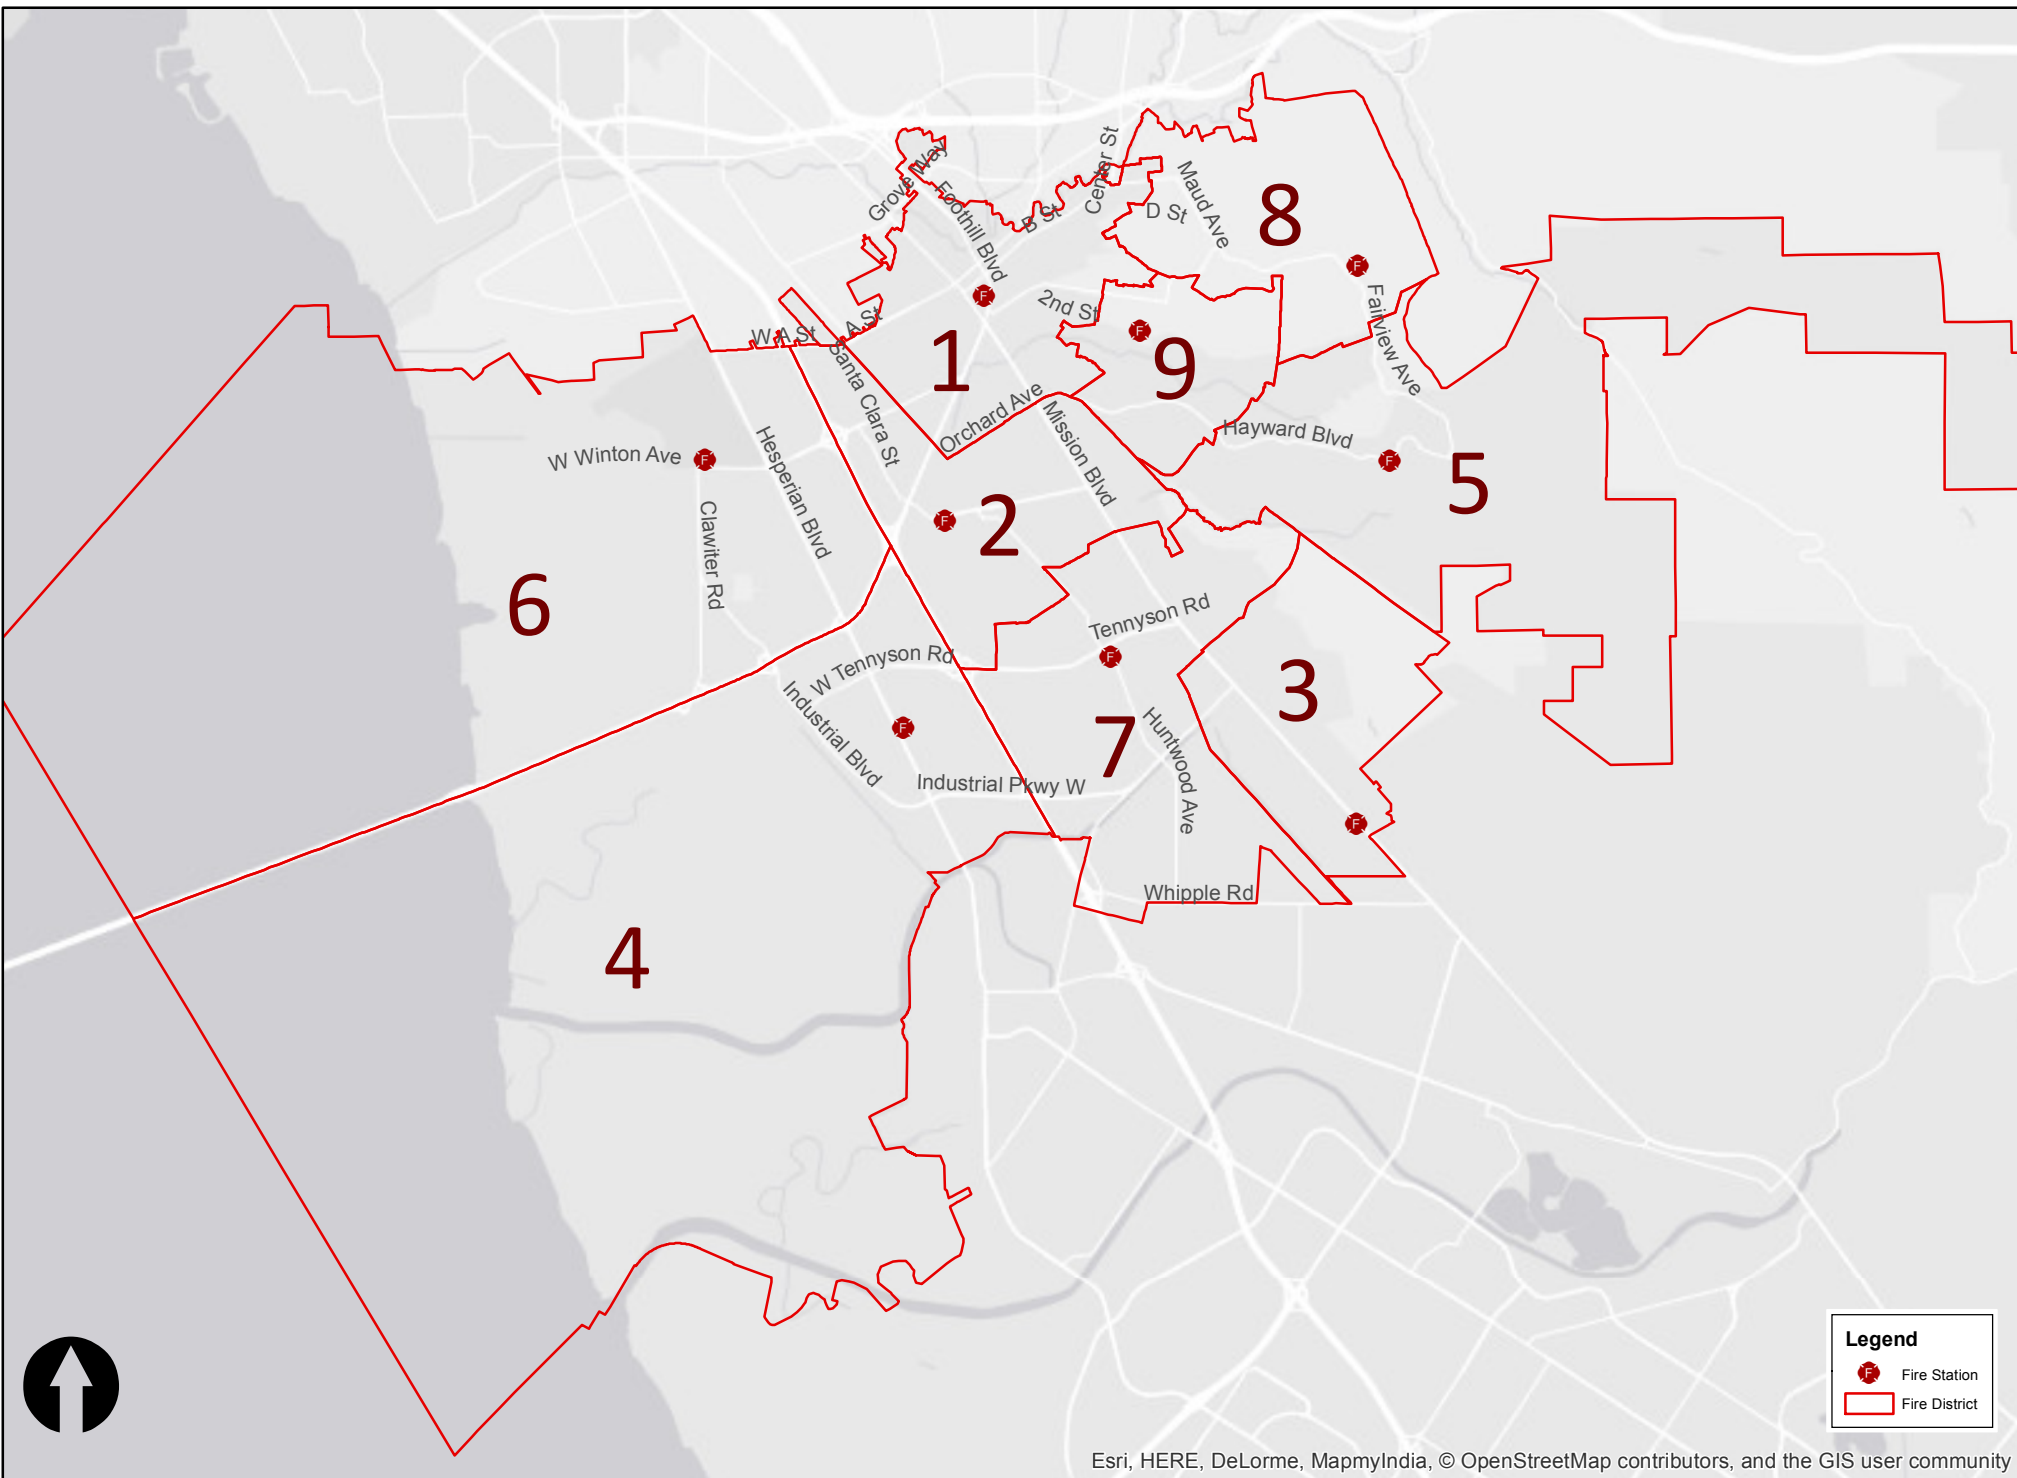 Center St
Grove Way
Maud Ave
8
Foothill Blvd
B St
D St
2nd St
Fairview Ave
W A St
A St
1
9
Santa Clara St
Orchard Ave
Mission Blvd
Hayward Blvd
W Winton Ave
Hesperian Blvd
5
Clawiter Rd
2
6
Tennyson Rd
W Tennyson Rd
3
Industrial Blvd
7
Huntwood Ave
Industrial Pkwy W
Whipple Rd
4
Legend
F Fire Station
Fire District
Esri, HERE, DeLorme, MapmyIndia, © OpenStreetMap contributors, and the GIS user community